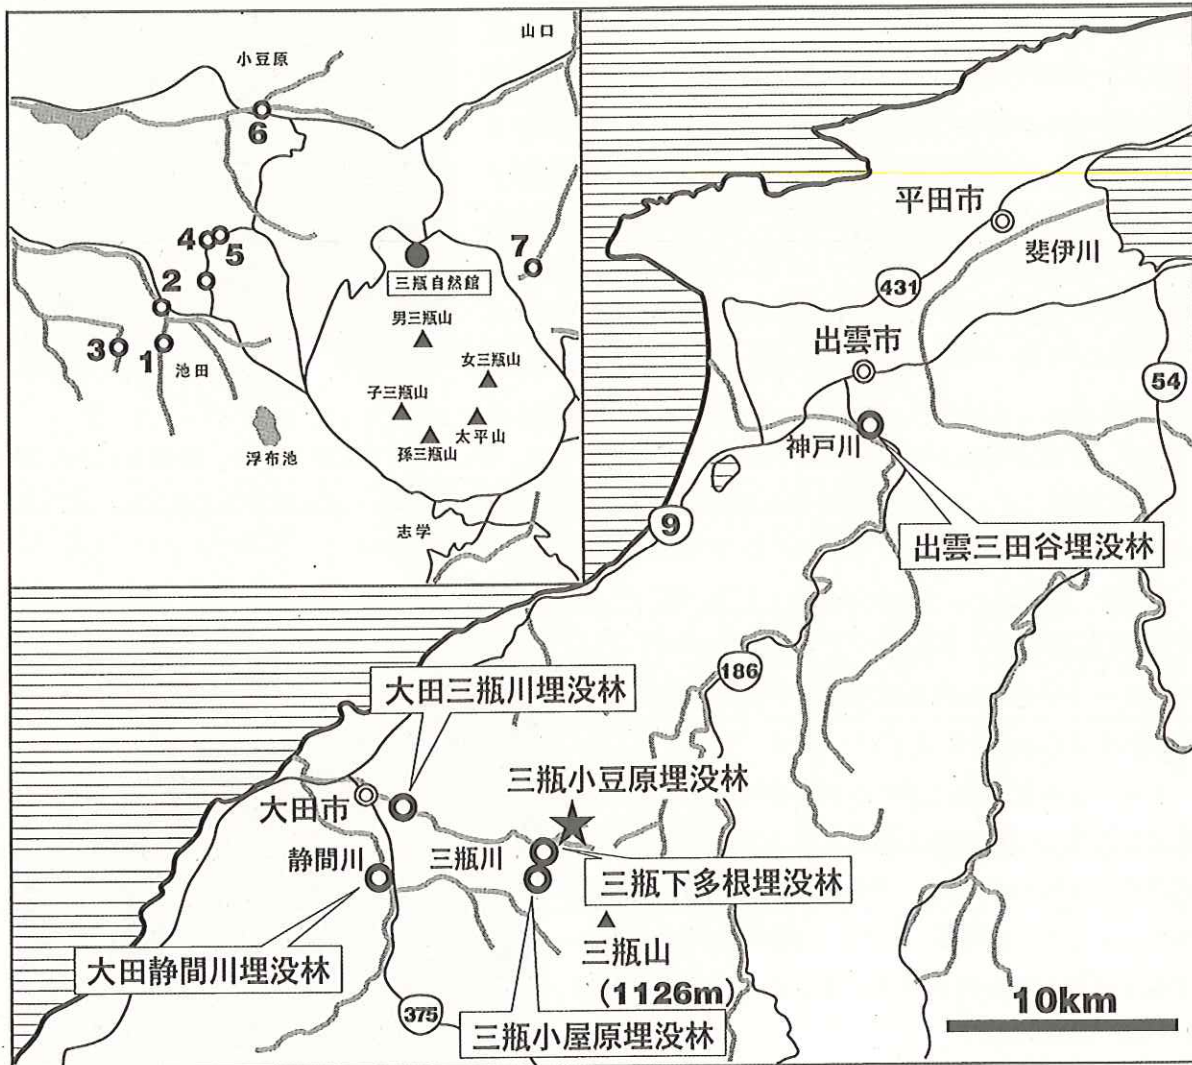 山口
小豆原
6
4
5
7
2
三瓶自然館
男三瓶山
3
1
池田
女三瓶山
子三瓶山
太平山
孫三瓶山
浮布池
志学
平田市
斐伊川
431
出雲市
54
神戸川
9
出雲三田谷埋没林
186
大田三瓶川埋没林
三瓶小豆原埋没林
大田市
静間川
三瓶川
三瓶下多根埋没林
大田静間川埋没林
三瓶山
(1126m)
10km
375
三瓶小屋原埋没林